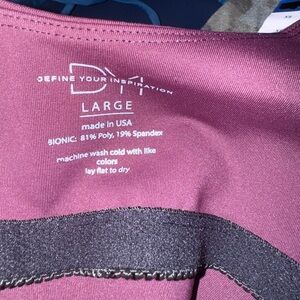 DYI
DEFINE YOUR INSPIRATION
LARGE
made in USA
BIONIC: 81% Poly, 19% Spandex
machine wash cold with like
colors
lay flat to dry